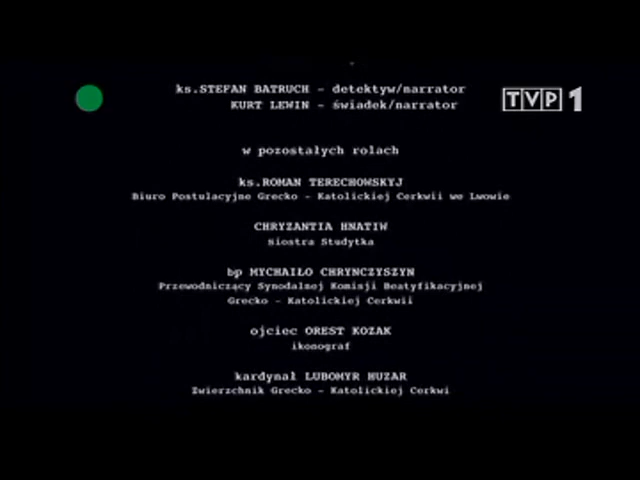 ks.STEFAN BATRUCH - detektyw/narrator
TVP 1
KURT LEWIN - świadek/narrator
w pozostałych rolach
ks.ROMAN TERECHOWSKYJ
Biuro Postulacyjne Grecko - Katolickiej Cerkwii we Lwowie
CHRYZANTIA HNATIW
siostra Studytka
bp MYCHAIŁO CHRYNCZYSZYN
Przewodniczący Synodalnej Komisji Beatyfikacyjnej
Grecko - Katolickiej Cerkwii
ojciec OREST KOZAK
ikonograf
kardynał LUBOMYR HUZAR
Zwierzchnik Grecko - Katolickiej Cerkwi